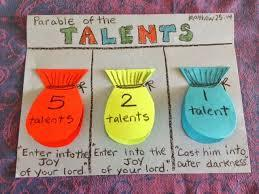 Parable of the
Matthew 25:14
TALENTS
5
talents
2
talents
1
talent
"Enter into the
JOY
of your lord."
"Enter into the
JOY
of your lord."
"Cast him into
outer darkness"